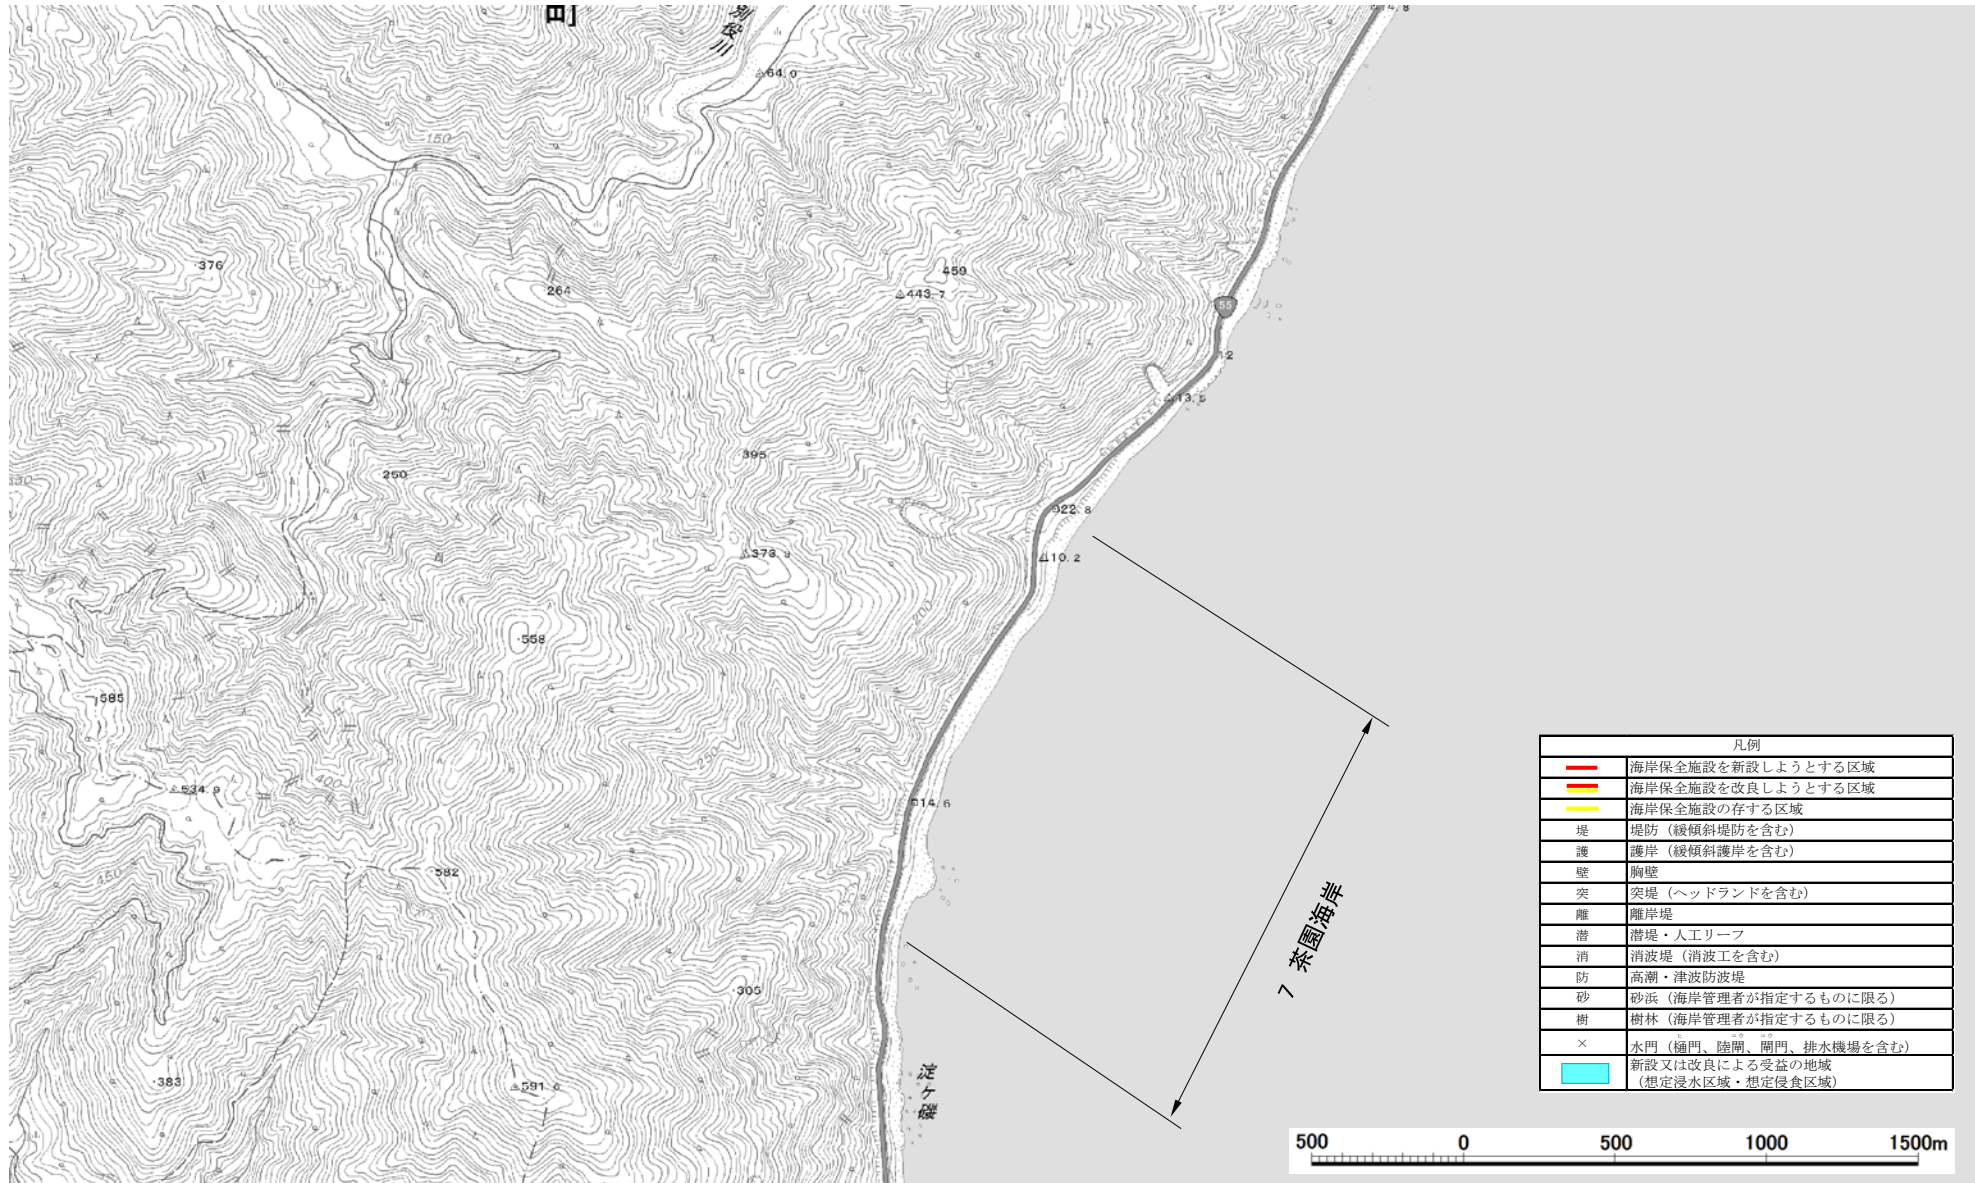 町
別役川
4.8
64.0
150
200
376
264
459
443.7
55
12
13.5
395
250
22.8
373.9
10.2
200
558
585
250
400
534.9
14.6
450
582
305
383
591.6
淀ケ磯
7 茶園海岸
凡例
海岸保全施設を新設しようとする区域
海岸保全施設を改良しようとする区域
海岸保全施設の存する区域
堤 堤防（緩傾斜堤防を含む）
護 護岸（緩傾斜護岸を含む）
壁 胸壁
突 突堤（ヘッドランドを含む）
離 離岸堤
潜 潜堤・人工リーフ
消 消波堤（消波工を含む）
防 高潮・津波防波堤
砂 砂浜（海岸管理者が指定するものに限る）
樹 樹林（海岸管理者が指定するものに限る）
× 水門（樋門、陸閘、閘門、排水機場を含む）
新設又は改良による受益の地域
（想定浸水区域・想定侵食区域）
500 0 500 1000 1500m